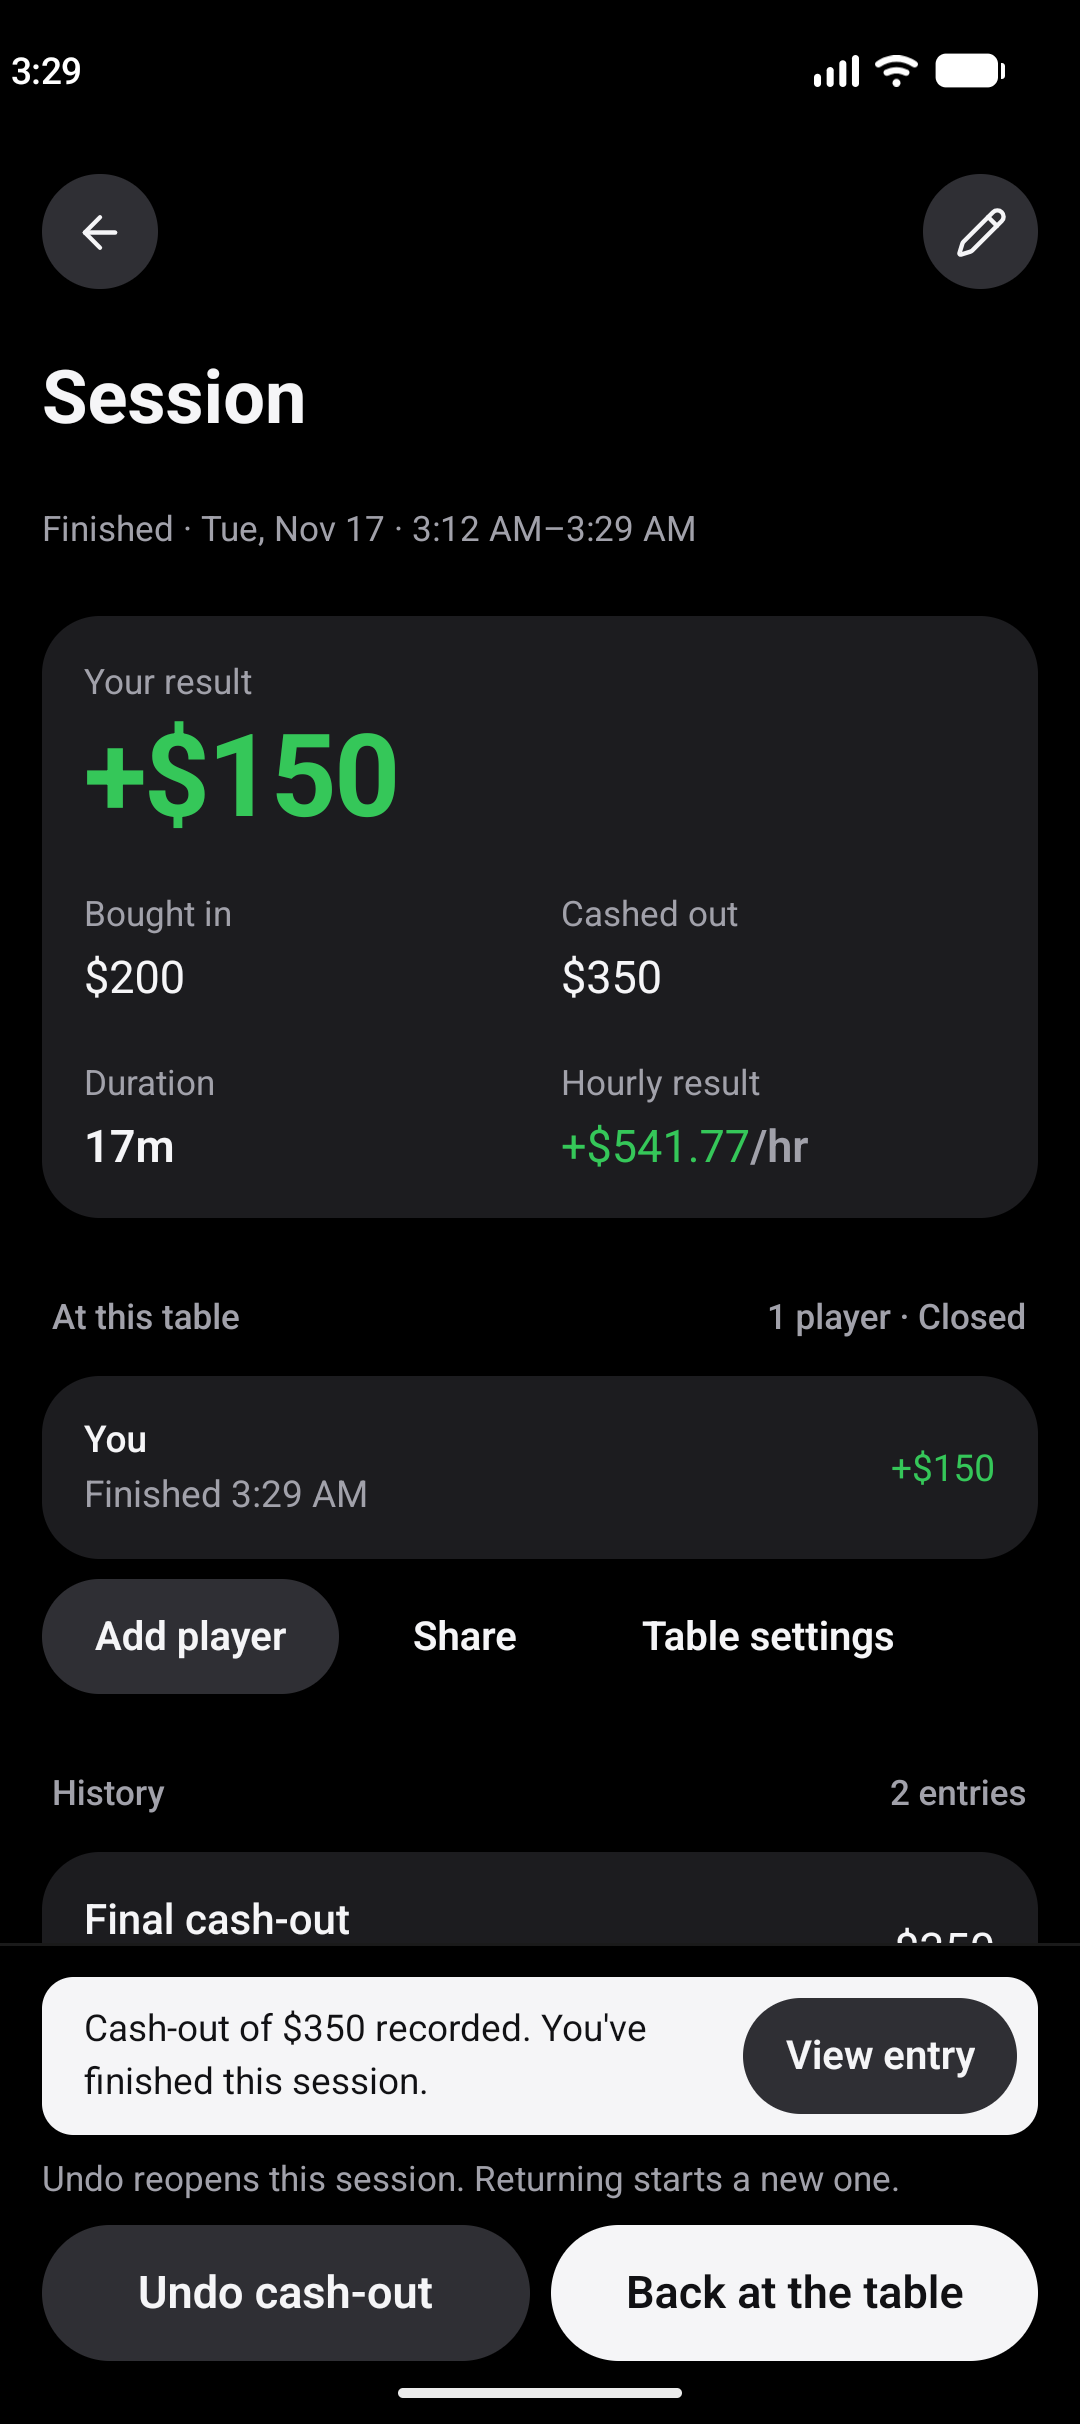 3:29
Session
Finished · Tue, Nov 17 · 3:12 AM–3:29 AM
Your result
+$150
Bought in
Cashed out
$200
$350
Duration
Hourly result
17m
+$541.77/hr
At this table
1 player · Closed
You
Finished 3:29 AM
+$150
Add player
Share
Table settings
History
2 entries
Final cash-out
$350
Cash-out of $350 recorded. You've
finished this session.
View entry
Undo reopens this session. Returning starts a new one.
Undo cash-out
Back at the table